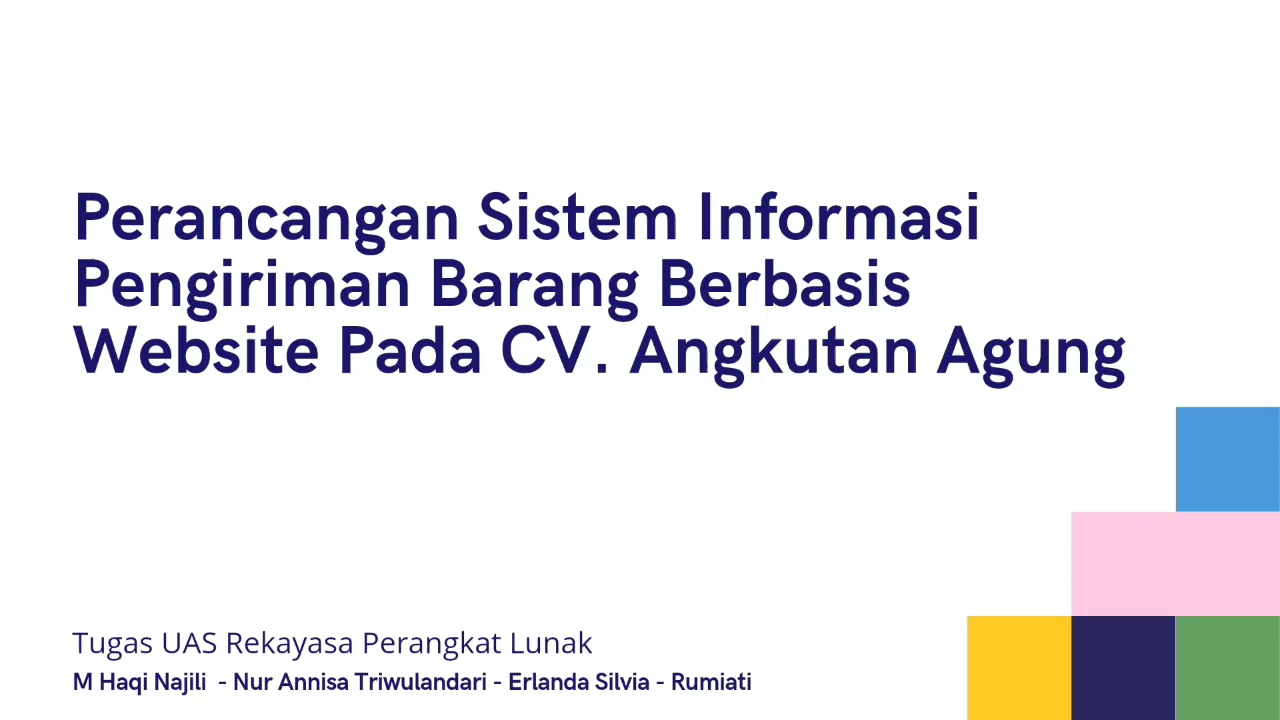 Perancangan Sistem Informasi
Pengiriman Barang Berbasis
Website Pada CV. Angkutan Agung
Tugas UAS Rekayasa Perangkat Lunak
M Haqi Najili - Nur Annisa Triwulandari - Erlanda Silvia - Rumiati